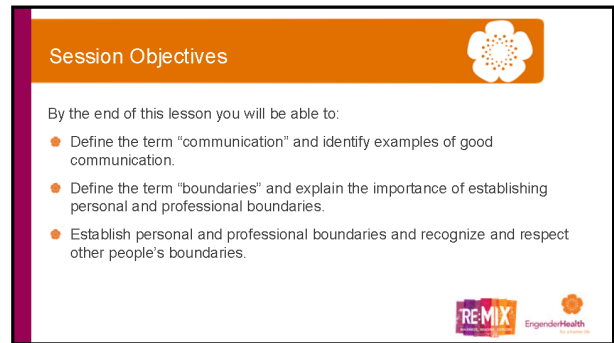 Session Objectives
By the end of this lesson you will be able to:
Define the term “communication” and identify examples of good
communication.
Define the term “boundaries” and explain the importance of establishing
personal and professional boundaries.
Establish personal and professional boundaries and recognize and respect
other people’s boundaries.
RE:MIX
EngenderHealth